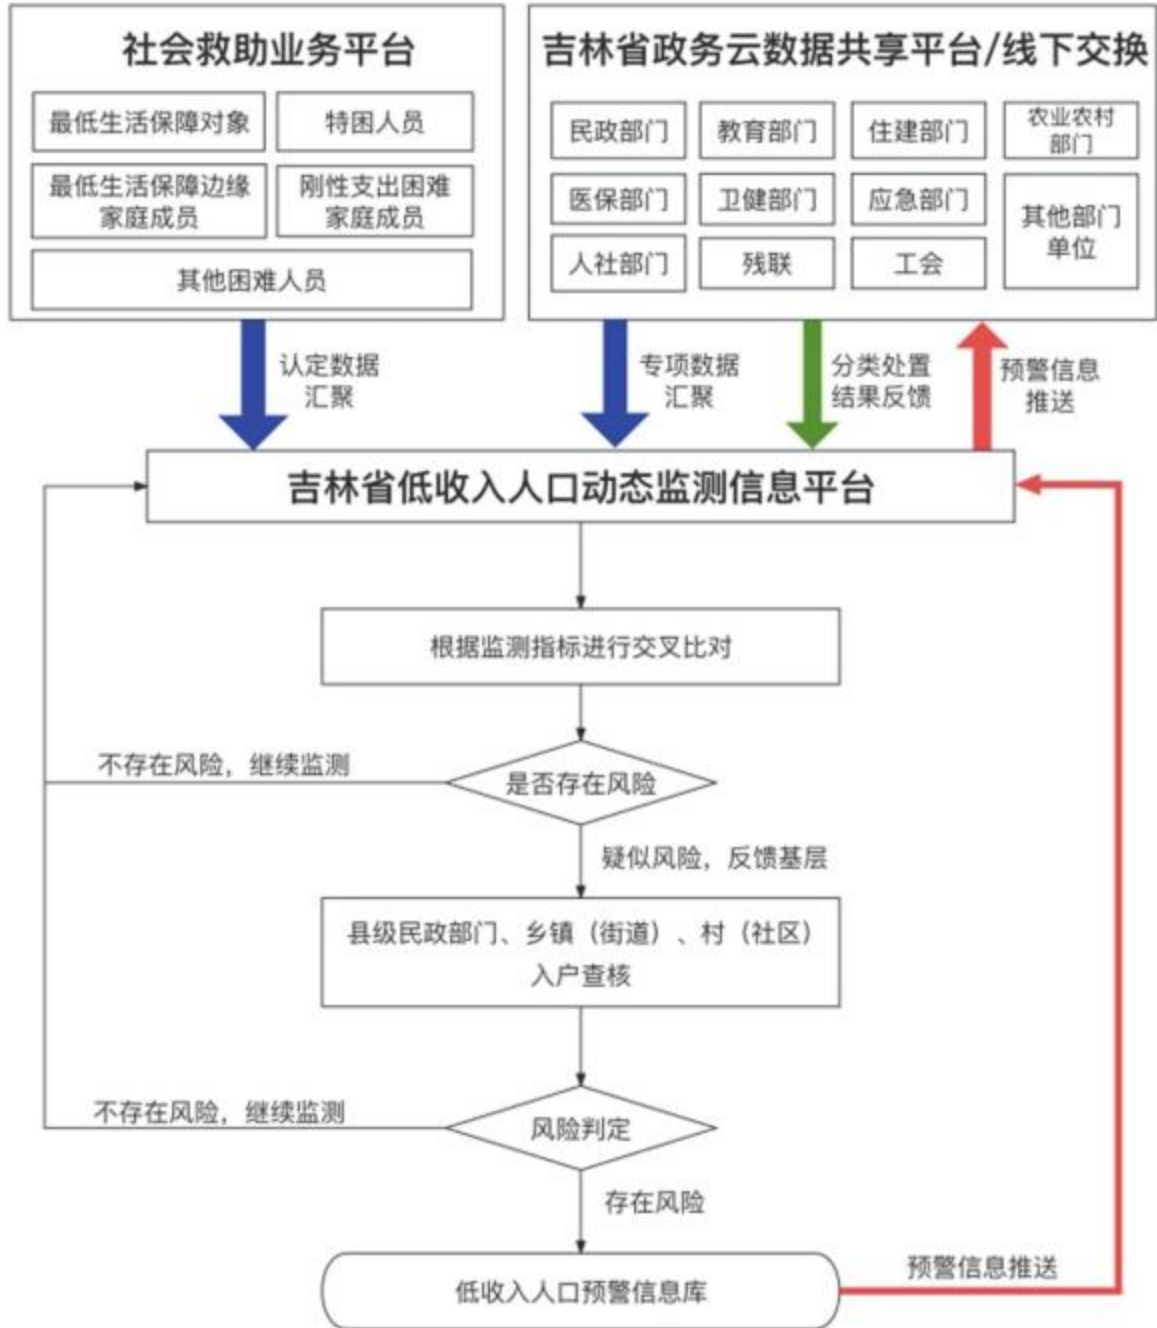 社会救助业务平台
最低生活保障对象
特困人员
最低生活保障边缘
家庭成员
刚性支出困难
家庭成员
其他困难人员
吉林省政务云数据共享平台/线下交换
民政部门
教育部门
住建部门
农业农村
部门
医保部门
卫健部门
应急部门
其他部门
单位
人社部门
残联
工会
认定数据
汇聚
专项数据
汇聚
分类处置
结果反馈
预警信息
推送
吉林省低收入人口动态监测信息平台
根据监测指标进行交叉比对
不存在风险，继续监测
是否存在风险
疑似风险，反馈基层
县级民政部门、乡镇（街道）、村（社区）
入户查核
不存在风险，继续监测
风险判定
存在风险
低收入人口预警信息库
预警信息推送